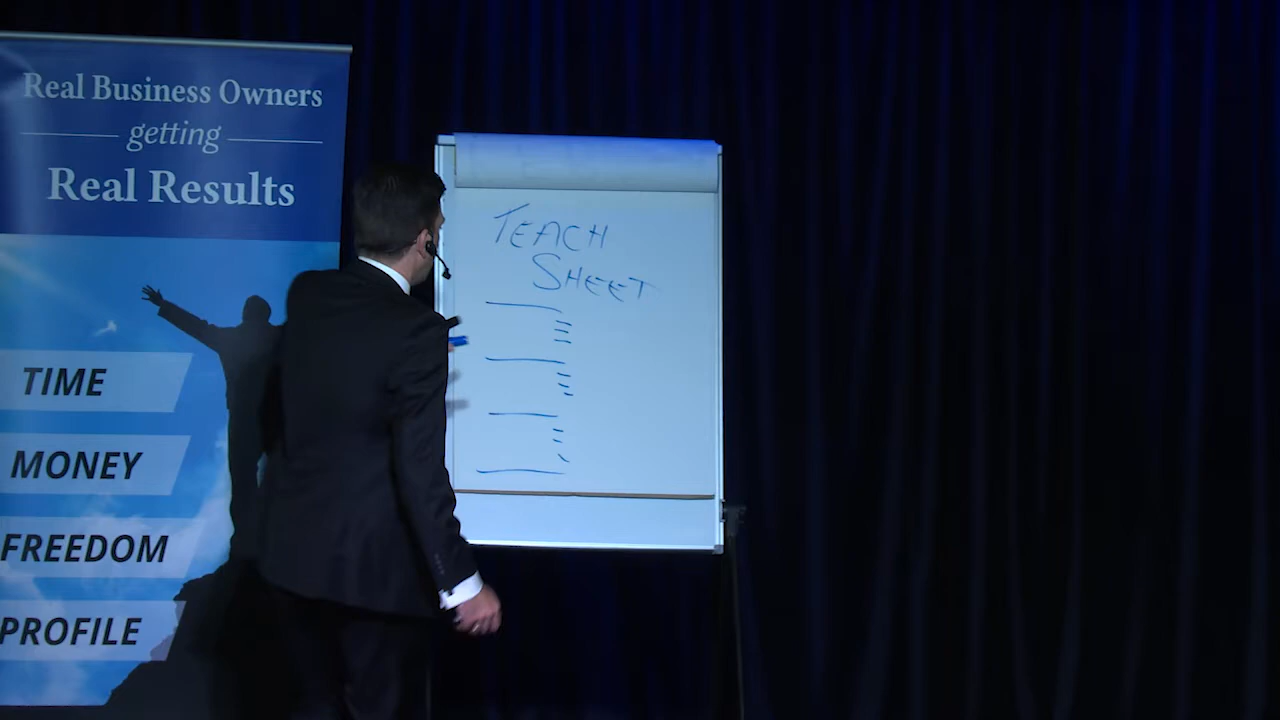 Real Business Owners
getting
Real Results
TIME
MONEY
FREEDOM
PROFILE
TEACH
SHEET